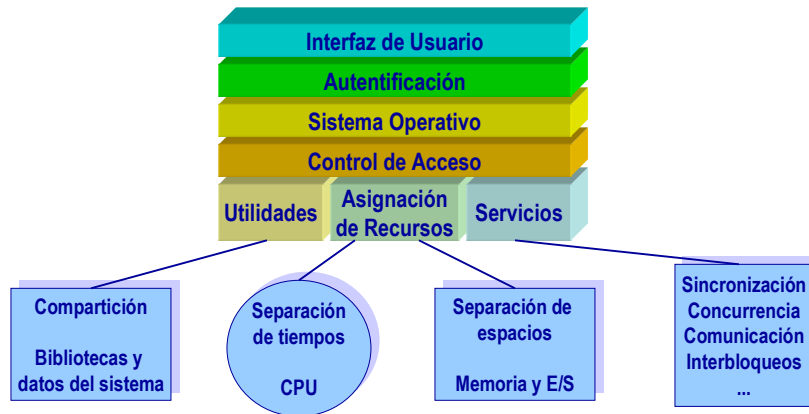 Interfaz de Usuario
Autentificación
Sistema Operativo
Control de Acceso
Utilidades
Asignación
de Recursos
Servicios
Compartición
Bibliotecas y
datos del sistema
Separación
de tiempos
CPU
Separación de
espacios
Memoria y E/S
Sincronización
Concurrencia
Comunicación
Interbloqueos
...